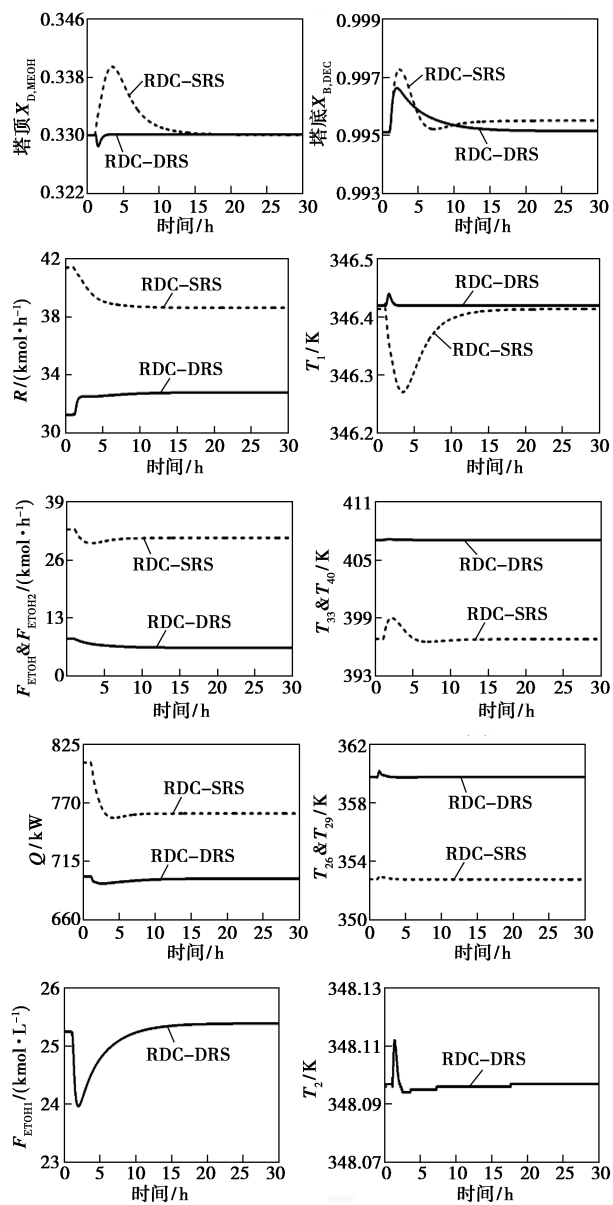 0.346
0.338
0.330
0.322
塔顶X_D,MEOH
RDC-SRS
RDC-DRS
0 5 10 15 20 25 30
时间/h
0.999
0.997
0.995
0.993
塔底X_B,DEC
RDC-SRS
RDC-DRS
0 5 10 15 20 25 30
时间/h
42
38
34
30
R/(kmol·h⁻¹)
RDC-SRS
RDC-DRS
0 5 10 15 20 25 30
时间/h
346.5
346.4
346.3
346.2
T₁/K
RDC-DRS
RDC-SRS
0 5 10 15 20 25 30
时间/h
39
26
13
0
F_ETOH&F_ETOH2/(kmol·h⁻¹)
RDC-SRS
RDC-DRS
0 5 10 15 20 25 30
时间/h
411
405
399
393
T₃₃&T₄₀/K
RDC-DRS
RDC-SRS
0 5 10 15 20 25 30
时间/h
825
770
715
660
Q/kW
RDC-SRS
RDC-DRS
0 5 10 15 20 25 30
时间/h
362
358
354
350
T₂₆&T₂₉/K
RDC-DRS
RDC-SRS
0 5 10 15 20 25 30
时间/h
26
25
24
23
F_ETOH1/(kmol·L⁻¹)
RDC-DRS
0 5 10 15 20 25 30
时间/h
348.13
348.11
348.09
348.07
T₂/K
RDC-DRS
0 5 10 15 20 25 30
时间/h